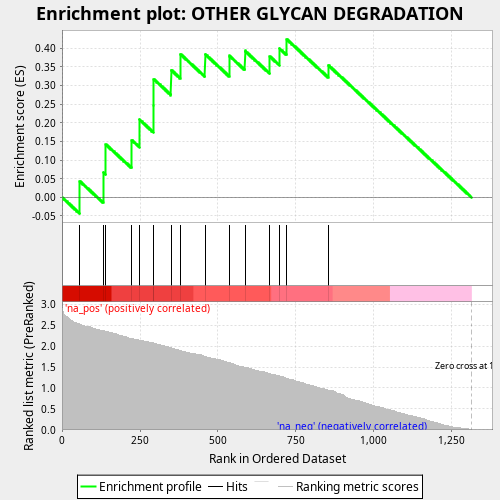 Enrichment plot: OTHER GLYCAN DEGRADATION
Enrichment score (ES)
0.40
0.35
0.30
0.25
0.20
0.15
0.10
0.05
0.00
-0.05
'na_pos' (positively correlated)
Ranked list metric (PreRanked)
3.0
2.5
2.0
1.5
1.0
0.5
0.0
Zero cross at 1
'na_neg' (negatively correlated)
0 250 500 750 1,000 1,250
Rank in Ordered Dataset
Enrichment profile Hits Ranking metric scores